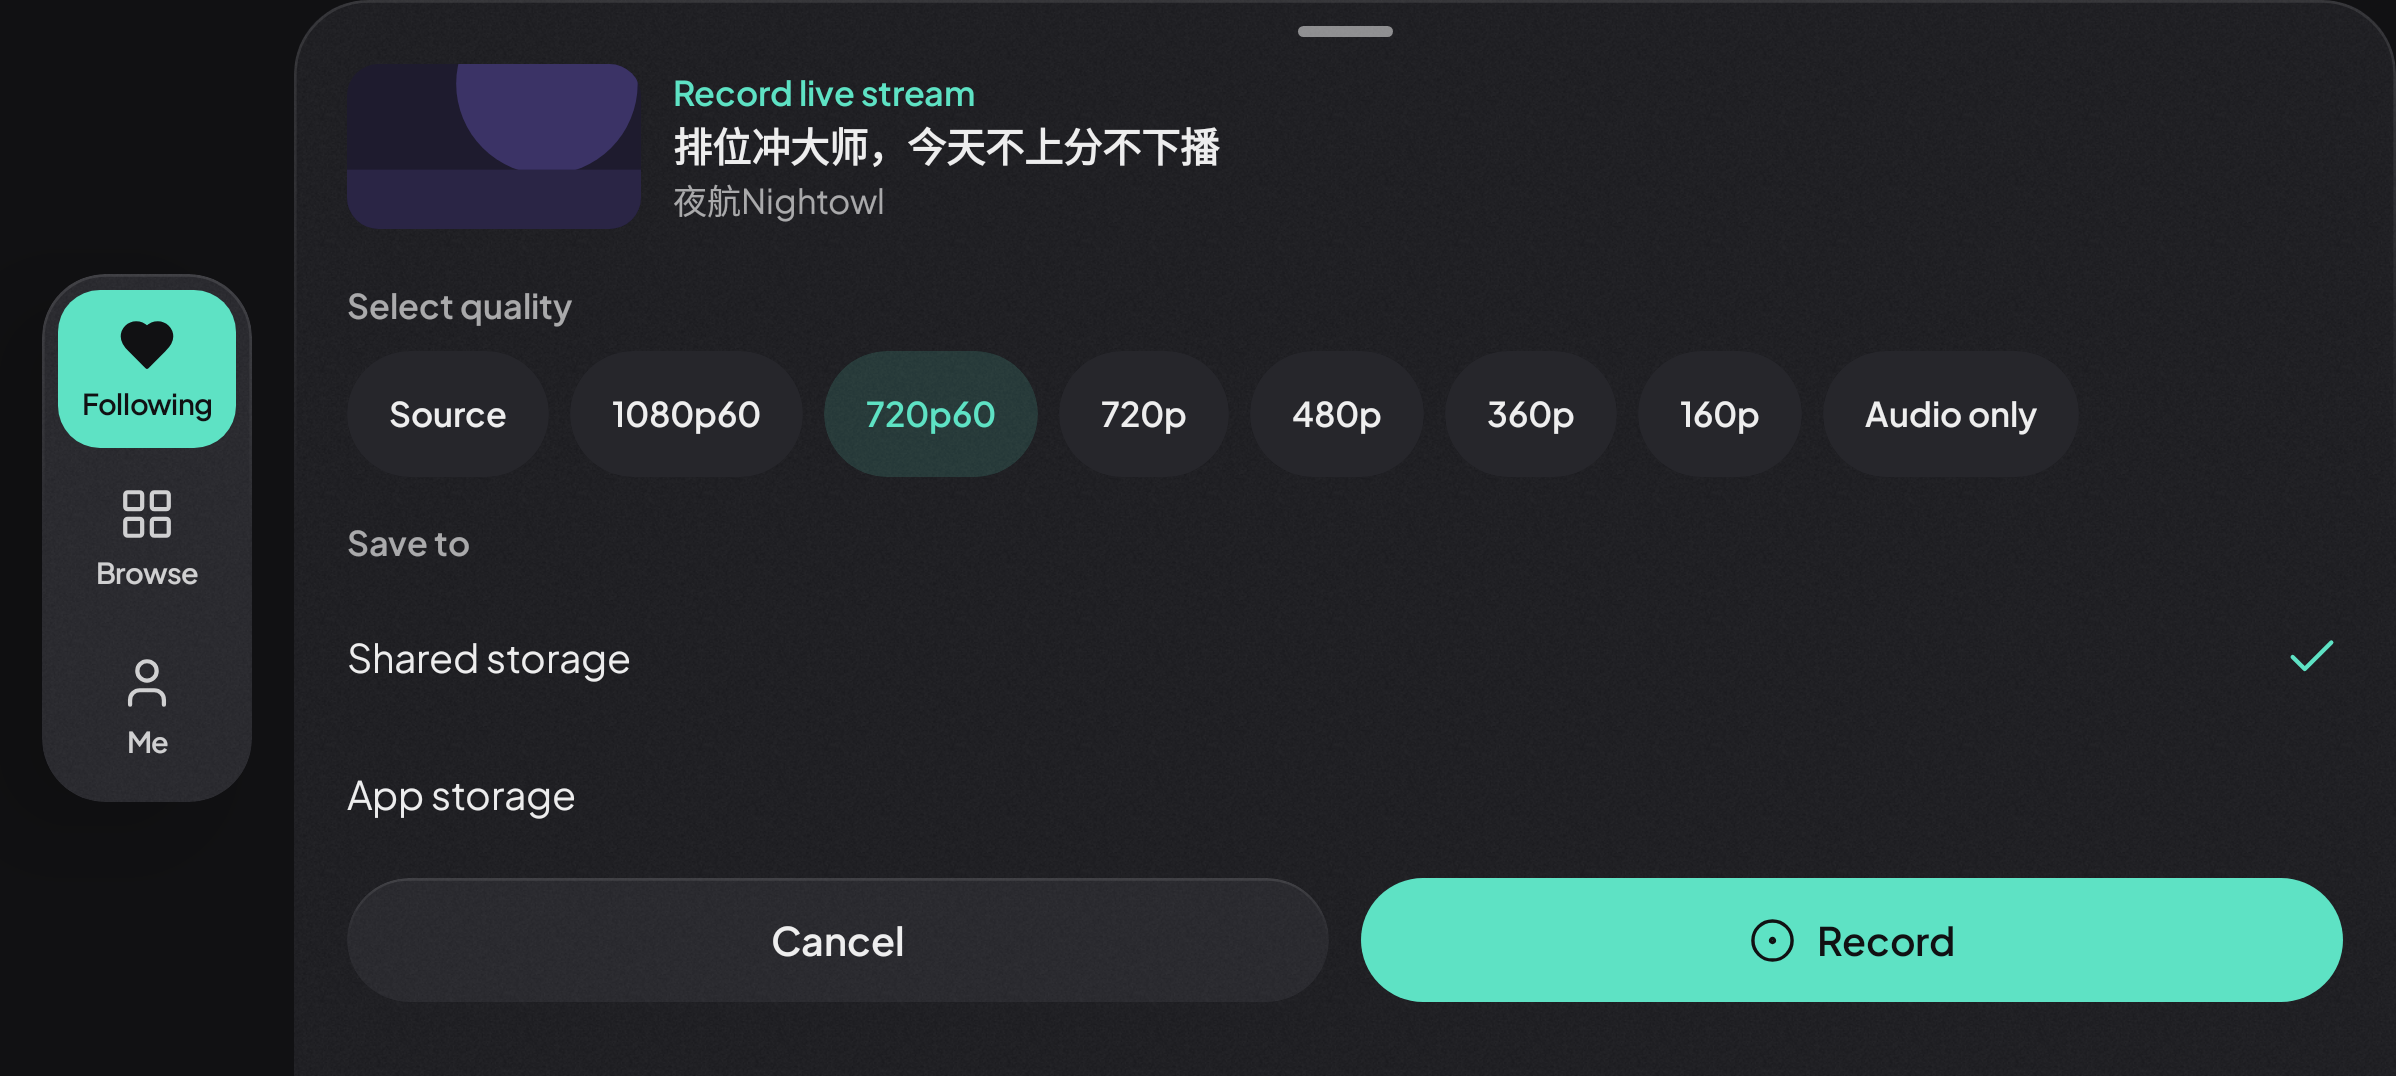 Following
Browse
Me
Record live stream
排位冲大师，今天不上分不下播
夜航Nightowl
Select quality
Source 1080p60 720p60 720p 480p 360p 160p Audio only
Save to
Shared storage
App storage
Cancel Record